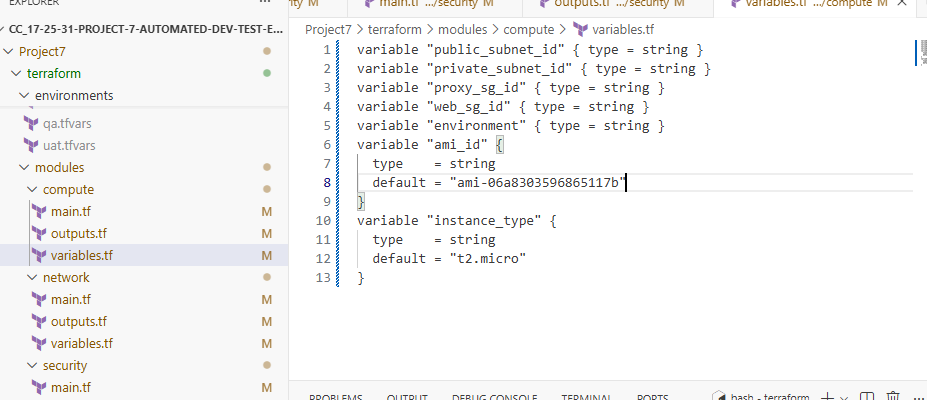 EXPLORER
CC_17-25-31-PROJECT-7-AUTOMATED-DEV-TEST-E...
Project7
terraform
environments
qa.tfvars
uat.tfvars
modules
compute
main.tf M
outputs.tf M
variables.tf M
network
main.tf M
outputs.tf M
variables.tf M
security
main.tf M
.../security
main.tf .../security
outputs.tf .../security
variables.tf .../compute
Project7 > terraform > modules > compute > variables.tf
1 variable "public_subnet_id" { type = string }
2 variable "private_subnet_id" { type = string }
3 variable "proxy_sg_id" { type = string }
4 variable "web_sg_id" { type = string }
5 variable "environment" { type = string }
6 variable "ami_id" {
7 type = string
8 default = "ami-06a8303596865117b"
9 }
10 variable "instance_type" {
11 type = string
12 default = "t2.micro"
13 }
PROBLEMS OUTPUT DEBUG CONSOLE TERMINAL PORTS bash - terraform